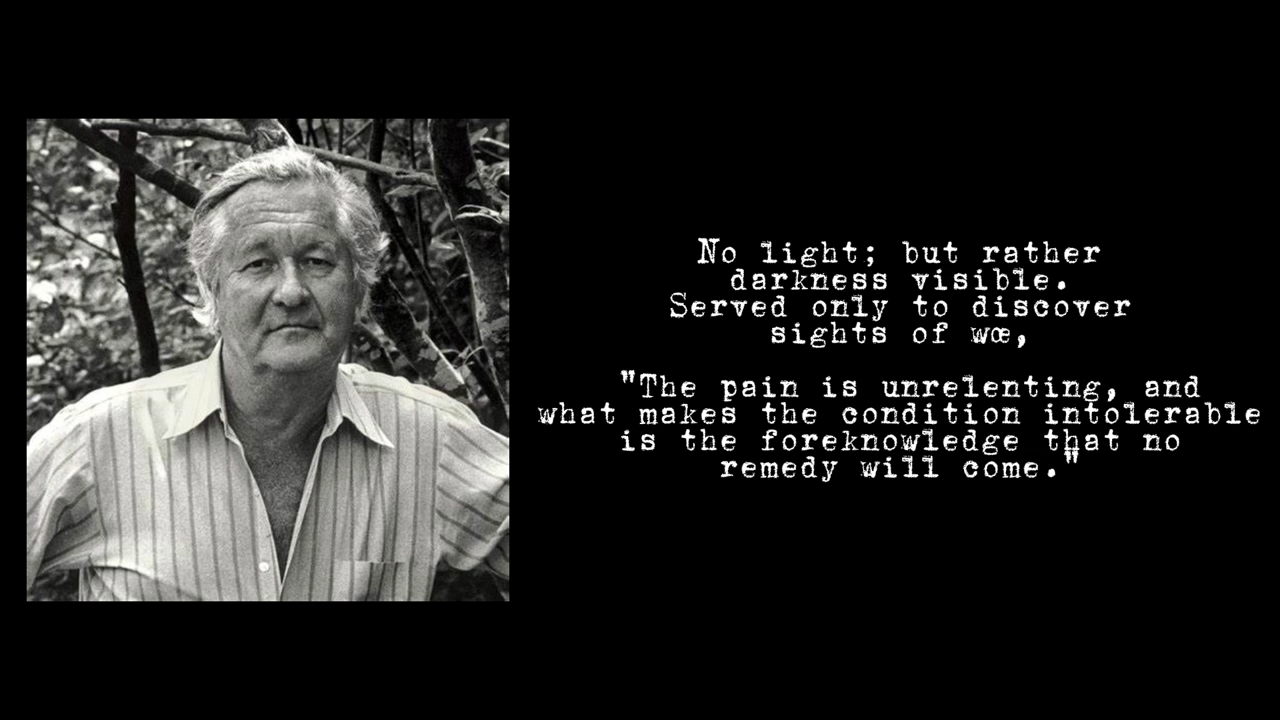 No light; but rather
darkness visible.
Served only to discover
sights of wœ,
"The pain is unrelenting, and
what makes the condition intolerable
is the foreknowledge that no
remedy will come."